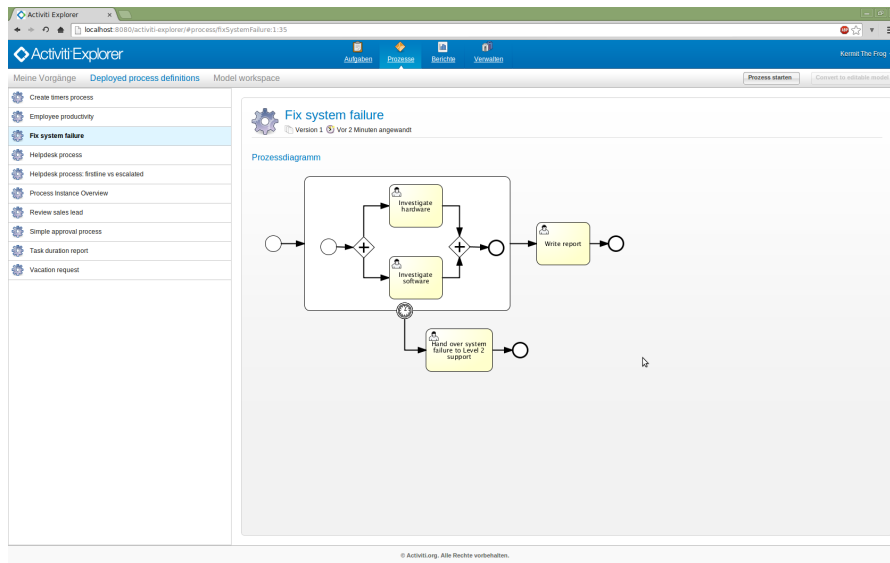 Activiti Explorer
localhost:8080/activiti-explorer/#process/fixSystemFailure:1:35
Activiti Explorer
Aufgaben Prozesse Berichte Verwalten
Kermit The Frog
Meine Vorgänge Deployed process definitions Model workspace
Prozess starten Convert to editable model
Create timers process
Employee productivity
Fix system failure
Helpdesk process
Helpdesk process: firstline vs escalated
Process Instance Overview
Review sales lead
Simple approval process
Task duration report
Vacation request
Fix system failure
Version 1 Vor 2 Minuten angewandt
Prozessdiagramm
Investigate
hardware
Write report
Investigate
software
Hand over system
failure to Level 2
support
© Activiti.org. Alle Rechte vorbehalten.